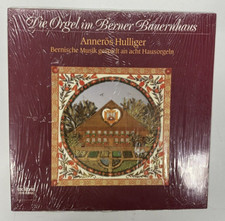 Die Orgel im Berner Bauernhaus
Annerös Hulliger
Bernische Musik gespielt an acht Hausorgeln